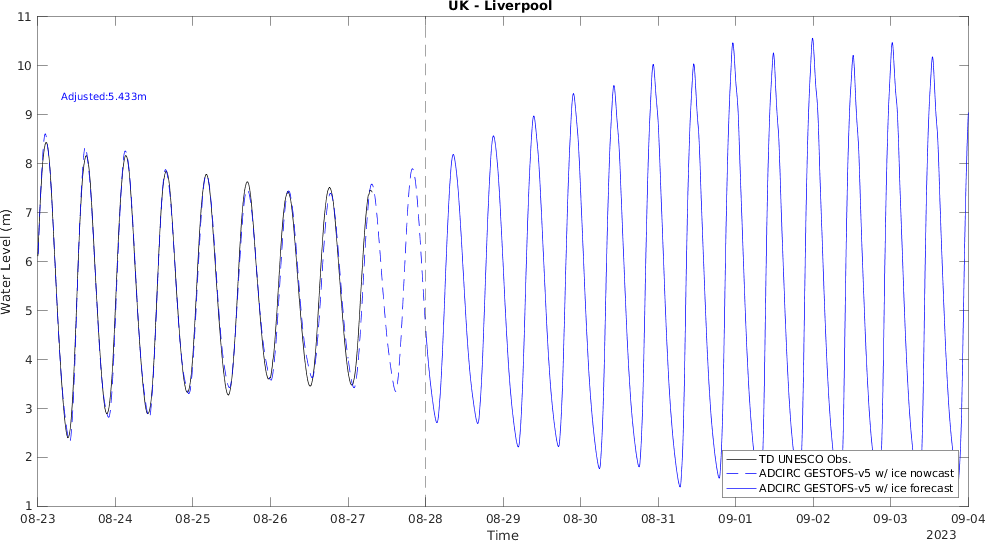 UK - Liverpool
11
10
9
8
7
6
5
4
3
2
1
Water Level (m)
Adjusted:5.433m
TD UNESCO Obs.
ADCIRC GESTOFS-v5 w/ ice nowcast
ADCIRC GESTOFS-v5 w/ ice forecast
08-23 08-24 08-25 08-26 08-27 08-28 08-29 08-30 08-31 09-01 09-02 09-03 09-04
Time
2023